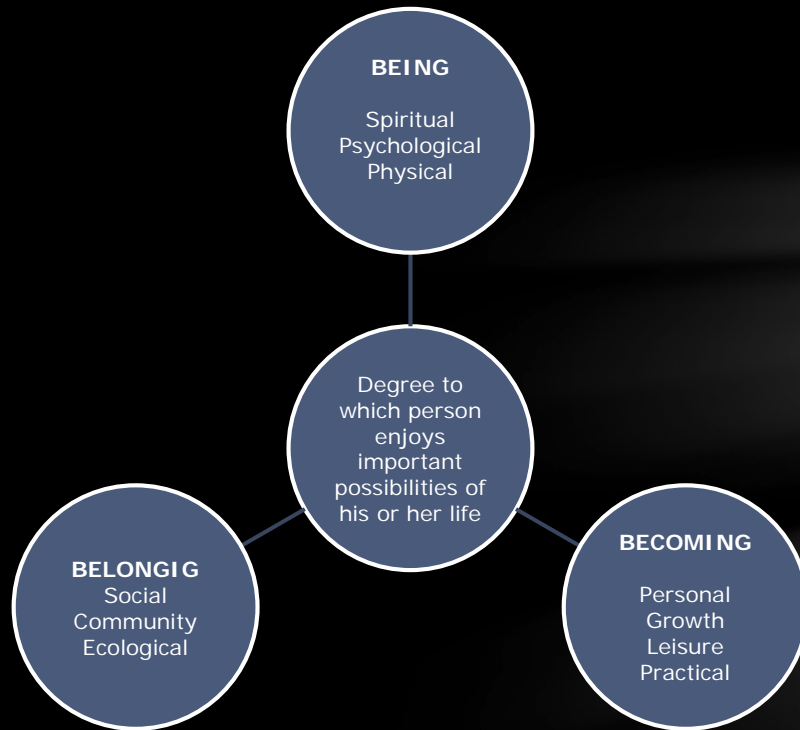 BEING
Spiritual
Psychological
Physical
Degree to
which person
enjoys
important
possibilities of
his or her life
BELONGIG
Social
Community
Ecological
BECOMING
Personal
Growth
Leisure
Practical